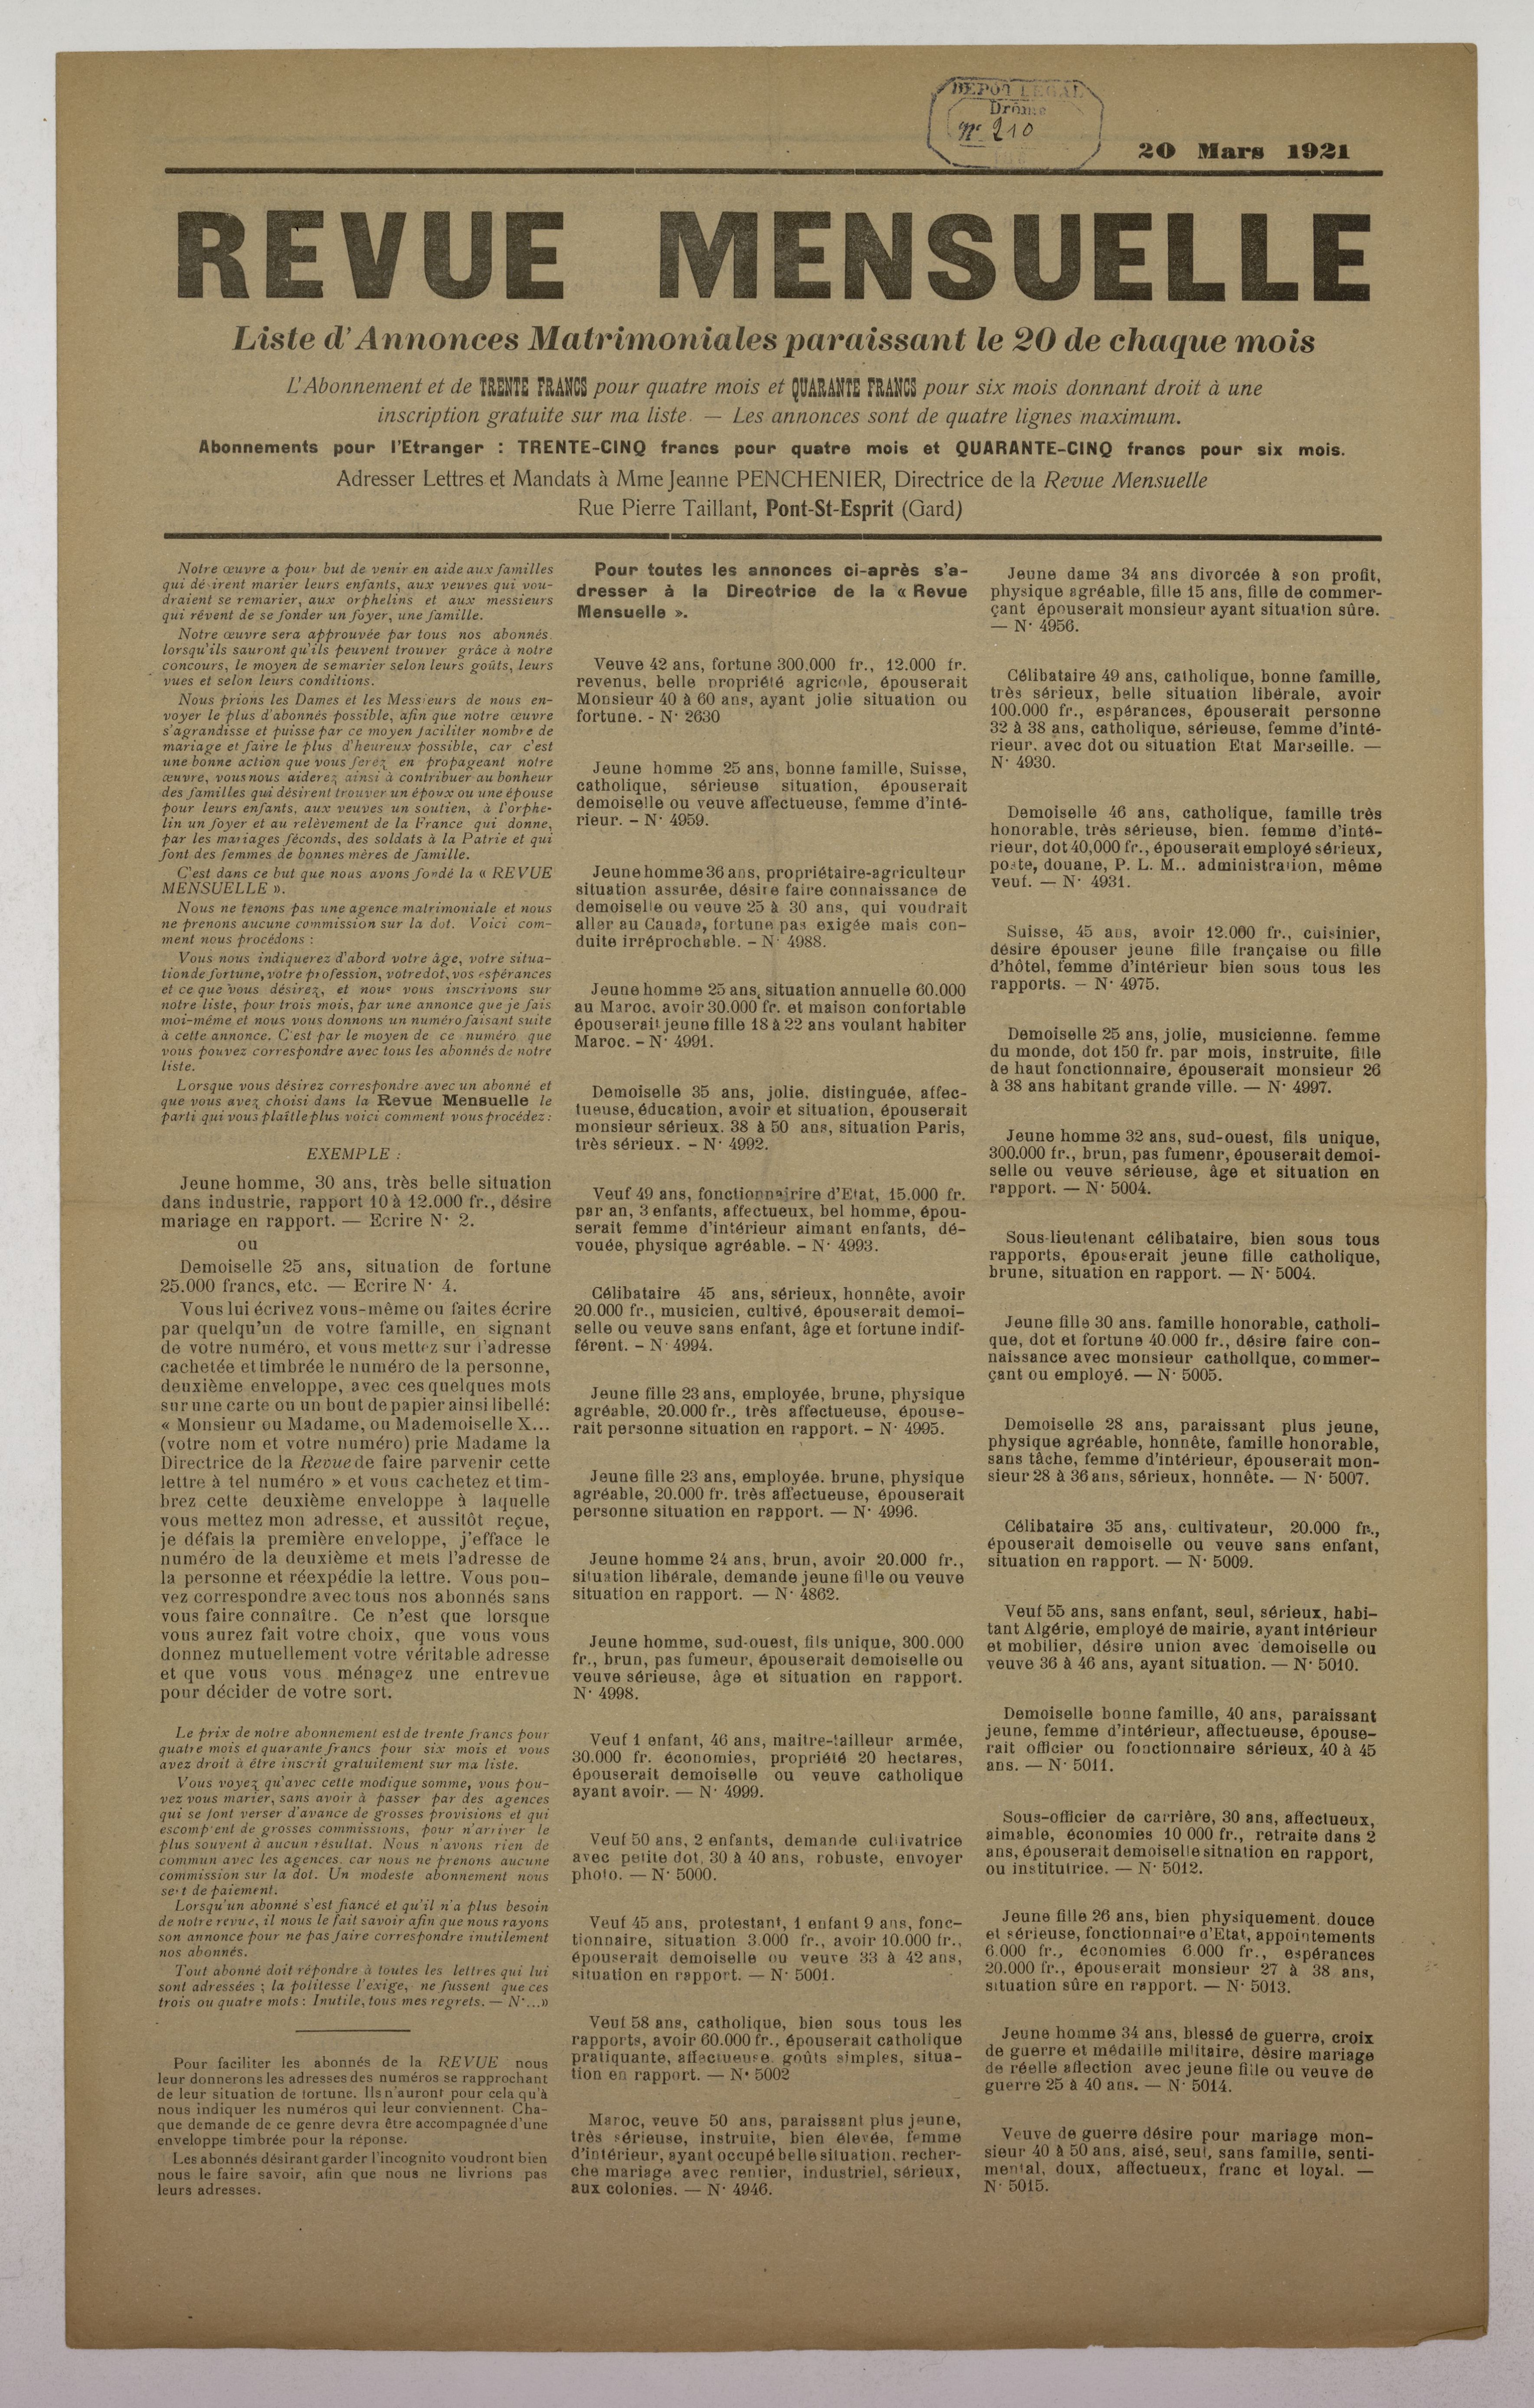 DEPOT LEGAL
Drôme
N° 210
20 Mars 1921
REVUE MENSUELLE
Liste d'Annonces Matrimoniales paraissant le 20 de chaque mois
L'Abonnement et de TRENTE FRANCS pour quatre mois et QUARANTE FRANCS pour six mois donnant droit à une
inscription gratuite sur ma liste. — Les annonces sont de quatre lignes maximum.
Abonnements pour l'Etranger : TRENTE-CINQ francs pour quatre mois et QUARANTE-CINQ francs pour six mois.
Adresser Lettres et Mandats à Mme Jeanne PENCHENIER, Directrice de la Revue Mensuelle
Rue Pierre Taillant, Pont-St-Esprit (Gard)
Notre œuvre a pour but de venir en aide aux familles
qui désirent marier leurs enfants, aux veuves qui vou-
draient se remarier, aux orphelins et aux messieurs
qui rêvent de se fonder un foyer, une famille.
Notre œuvre sera approuvée par tous nos abonnés.
lorsqu'ils sauront qu'ils peuvent trouver grâce à notre
concours, le moyen de se marier selon leurs goûts, leurs
vues et selon leurs conditions.
Nous prions les Dames et les Messieurs de nous en-
voyer le plus d'abonnés possible, afin que notre œuvre
s'agrandisse et puisse par ce moyen faciliter nombre de
mariage et faire le plus d'heureux possible, car c'est
une bonne action que vous ferez en propageant notre
œuvre, vous nous aiderez ainsi à contribuer au bonheur
des familles qui désirent trouver un époux ou une épouse
pour leurs enfants, aux veuves un soutien, à l'orphe-
lin un foyer et au relèvement de la France qui donne,
par les mariages féconds, des soldats à la Patrie et qui
font des femmes de bonnes mères de famille.
C'est dans ce but que nous avons fondé la « REVUE
MENSUELLE ».
Nous ne tenons pas une agence matrimoniale et nous
ne prenons aucune commission sur la dot. Voici com-
ment nous procédons :
Vous nous indiquerez d'abord votre âge, votre situa-
tion de fortune, votre profession, votre dot, vos espérances
et ce que vous désirez, et nous vous inscrivons sur
notre liste, pour trois mois, par une annonce que je fais
moi-même et nous vous donnons un numéro faisant suite
à cette annonce. C'est par le moyen de ce numéro que
vous pouvez correspondre avec tous les abonnés de notre
liste.
Lorsque vous désirez correspondre avec un abonné et
que vous avez choisi dans la Revue Mensuelle le
parti qui vous plaît le plus voici comment vous procédez :
EXEMPLE :
Jeune homme, 30 ans, très belle situation
dans industrie, rapport 10 à 12.000 fr., désire
mariage en rapport. — Ecrire N· 2.
ou
Demoiselle 25 ans, situation de fortune
25.000 francs, etc. — Ecrire N· 4.
Vous lui écrivez vous-même ou faites écrire
par quelqu'un de votre famille, en signant
de votre numéro, et vous mettez sur l'adresse
cachetée et timbrée le numéro de la personne,
deuxième enveloppe, avec ces quelques mots
sur une carte ou un bout de papier ainsi libellé:
« Monsieur ou Madame, ou Mademoiselle X...
(votre nom et votre numéro) prie Madame la
Directrice de la Revue de faire parvenir cette
lettre à tel numéro » et vous cachetez et tim-
brez cette deuxième enveloppe à laquelle
vous mettez mon adresse, et aussitôt reçue,
je défais la première enveloppe, j'efface le
numéro de la deuxième et mets l'adresse de
la personne et réexpédie la lettre. Vous pou-
vez correspondre avec tous nos abonnés sans
vous faire connaître. Ce n'est que lorsque
vous aurez fait votre choix, que vous vous
donnez mutuellement votre véritable adresse
et que vous vous ménagez une entrevue
pour décider de votre sort.
Le prix de notre abonnement est de trente francs pour
quatre mois et quarante francs pour six mois et vous
avez droit à être inscrit gratuitement sur ma liste.
Vous voyez qu'avec cette modique somme, vous pou-
vez vous marier, sans avoir à passer par des agences
qui se font verser d'avance de grosses provisions et qui
escomptent de grosses commissions, pour n'arriver le
plus souvent à aucun résultat. Nous n'avons rien de
commun avec les agences. car nous ne prenons aucune
commission sur la dot. Un modeste abonnement nous
sert de paiement.
Lorsqu'un abonné s'est fiancé et qu'il n'a plus besoin
de notre revue, il nous le fait savoir afin que nous rayons
son annonce pour ne pas faire correspondre inutilement
nos abonnés.
Tout abonné doit répondre à toutes les lettres qui lui
sont adressées ; la politesse l'exige, ne fussent que ces
trois ou quatre mots : Inutile, tous mes regrets. — N·...»
Pour faciliter les abonnés de la REVUE nous
leur donnerons les adresses des numéros se rapprochant
de leur situation de fortune. Ils n'auront pour cela qu'à
nous indiquer les numéros qui leur conviennent. Cha-
que demande de ce genre devra être accompagnée d'une
enveloppe timbrée pour la réponse.
Les abonnés désirant garder l'incognito voudront bien
nous le faire savoir, afin que nous ne livrions pas
leurs adresses.
Pour toutes les annonces ci-après s'a-
dresser à la Directrice de la « Revue
Mensuelle ».
Veuve 42 ans, fortune 300.000 fr., 12.000 fr.
revenus, belle propriété agricole, épouserait
Monsieur 40 à 60 ans, ayant jolie situation ou
fortune. - N· 2630
Jeune homme 25 ans, bonne famille, Suisse,
catholique, sérieuse situation, épouserait
demoiselle ou veuve affectueuse, femme d'inté-
rieur. – N· 4959.
Jeune homme 36 ans, propriétaire-agriculteur
situation assurée, désire faire connaissance de
demoiselle ou veuve 25 à 30 ans, qui voudrait
aller au Canada, fortune pas exigée mais con-
duite irréprochable. – N· 4988.
Jeune homme 25 ans, situation annuelle 60.000
au Maroc, avoir 30.000 fr. et maison confortable
épouserait jeune fille 18 à 22 ans voulant habiter
Maroc. – N· 4991.
Demoiselle 35 ans, jolie, distinguée, affec-
tueuse, éducation, avoir et situation, épouserait
monsieur sérieux. 38 à 50 ans, situation Paris,
très sérieux. – N· 4992.
Veuf 49 ans, fonctionnairire d'Etat, 15.000 fr.
par an, 3 enfants, affectueux, bel homme, épou-
serait femme d'intérieur aimant enfants, dé-
vouée, physique agréable. – N· 4993.
Célibataire 45 ans, sérieux, honnête, avoir
20.000 fr., musicien, cultivé, épouserait demoi-
selle ou veuve sans enfant, âge et fortune indif-
férent. – N· 4994.
Jeune fille 23 ans, employée, brune, physique
agréable, 20.000 fr., très affectueuse, épouse-
rait personne situation en rapport. – N· 4995.
Jeune fille 23 ans, employée. brune, physique
agréable, 20.000 fr. très affectueuse, épouserait
personne situation en rapport. — N· 4996.
Jeune homme 24 ans, brun, avoir 20.000 fr.,
situation libérale, demande jeune fille ou veuve
situation en rapport. — N· 4862.
Jeune homme, sud-ouest, fils unique, 300.000
fr., brun, pas fumeur, épouserait demoiselle ou
veuve sérieuse, âge et situation en rapport.
N· 4998.
Veuf 1 enfant, 46 ans, maître-tailleur armée,
30.000 fr. économies, propriété 20 hectares,
épouserait demoiselle ou veuve catholique
ayant avoir. — N· 4999.
Veuf 50 ans, 2 enfants, demande cultivatrice
avec petite dot, 30 à 40 ans, robuste, envoyer
photo. — N· 5000.
Veuf 45 ans, protestant, 1 enfant 9 ans, fonc-
tionnaire, situation 3.000 fr., avoir 10.000 fr.,
épouserait demoiselle ou veuve 33 à 42 ans,
situation en rapport. — N· 5001.
Veuf 58 ans, catholique, bien sous tous les
rapports, avoir 60.000 fr., épouserait catholique
pratiquante, affectueuse. goûts simples, situa-
tion en rapport. — N· 5002
Maroc, veuve 50 ans, paraissant plus jeune,
très sérieuse, instruite, bien élevée, femme
d'intérieur, ayant occupé belle situation, recher-
che mariage avec rentier, industriel, sérieux,
aux colonies. — N· 4946.
Jeune dame 34 ans divorcée à son profit,
physique agréable, fille 15 ans, fille de commer-
çant épouserait monsieur ayant situation sûre.
— N· 4956.
Célibataire 49 ans, catholique, bonne famille,
très sérieux, belle situation libérale, avoir
100.000 fr., espérances, épouserait personne
32 à 38 ans, catholique, sérieuse, femme d'inté-
rieur. avec dot ou situation Etat Marseille. —
N· 4930.
Demoiselle 46 ans, catholique, famille très
honorable, très sérieuse, bien. femme d'inté-
rieur, dot 40,000 fr., épouserait employé sérieux,
poste, douane, P. L. M.. administration, même
veuf. — N· 4931.
Suisse, 45 ans, avoir 12.000 fr., cuisinier,
désire épouser jeune fille française ou fille
d'hôtel, femme d'intérieur bien sous tous les
rapports. — N· 4975.
Demoiselle 25 ans, jolie, musicienne. femme
du monde, dot 150 fr. par mois, instruite, fille
de haut fonctionnaire, épouserait monsieur 26
à 38 ans habitant grande ville. — N· 4997.
Jeune homme 32 ans, sud-ouest, fils unique,
300.000 fr., brun, pas fumenr, épouserait demoi-
selle ou veuve sérieuse, âge et situation en
rapport. — N· 5004.
Sous-lieutenant célibataire, bien sous tous
rapports, épouserait jeune fille catholique,
brune, situation en rapport. — N· 5004.
Jeune fille 30 ans. famille honorable, catholi-
que, dot et fortune 40.000 fr., désire faire con-
naissance avec monsieur catholique, commer-
çant ou employé. — N· 5005.
Demoiselle 28 ans, paraissant plus jeune,
physique agréable, honnête, famille honorable,
sans tâche, femme d'intérieur, épouserait mon-
sieur 28 à 36 ans, sérieux, honnête. — N· 5007.
Célibataire 35 ans, cultivateur, 20.000 fr.,
épouserait demoiselle ou veuve sans enfant,
situation en rapport. — N· 5009.
Veuf 55 ans, sans enfant, seul, sérieux, habi-
tant Algérie, employé de mairie, ayant intérieur
et mobilier, désire union avec demoiselle ou
veuve 36 à 46 ans, ayant situation. — N· 5010.
Demoiselle bonne famille, 40 ans, paraissant
jeune, femme d'intérieur, affectueuse, épouse-
rait officier ou fonctionnaire sérieux, 40 à 45
ans. — N· 5011.
Sous-officier de carrière, 30 ans, affectueux,
aimable, économies 10 000 fr., retraite dans 2
ans, épouserait demoiselle sitnation en rapport,
ou institutrice. — N· 5012.
Jeune fille 26 ans, bien physiquement. douce
et sérieuse, fonctionnaire d'Etat, appointements
6.000 fr., économies 6.000 fr., espérances
20.000 fr., épouserait monsieur 27 à 38 ans,
situation sûre en rapport. — N· 5013.
Jeune homme 34 ans, blessé de guerre, croix
de guerre et médaille militaire, désire mariage
de réelle affection avec jeune fille ou veuve de
guerre 25 à 40 ans. — N· 5014.
Veuve de guerre désire pour mariage mon-
sieur 40 à 50 ans, aisé, seul, sans famille, senti-
mental, doux, affectueux, franc et loyal. —
N· 5015.